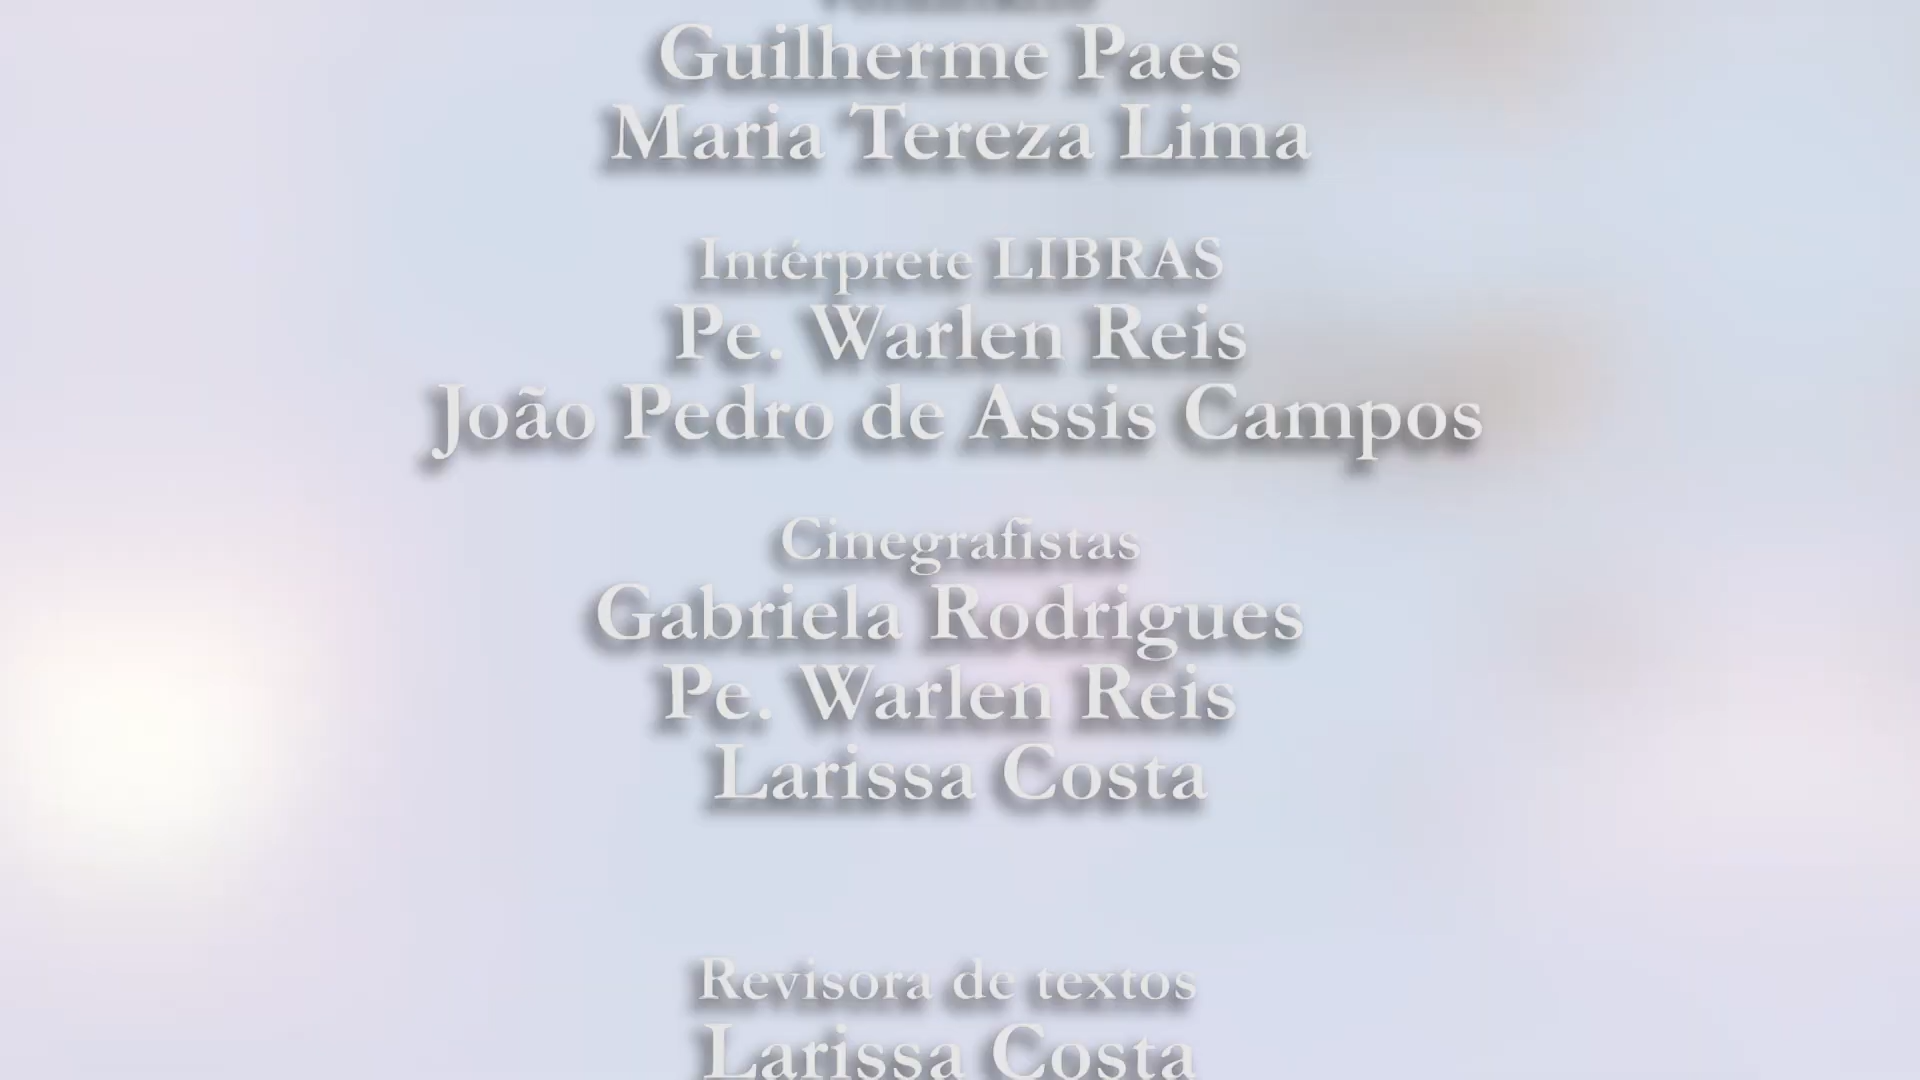 Guilherme Paes
Maria Tereza Lima
Intérprete LIBRAS
Pe. Warlen Reis
João Pedro de Assis Campos
Cinegrafistas
Gabriela Rodrigues
Pe. Warlen Reis
Larissa Costa
Revisora de textos
Larissa Costa